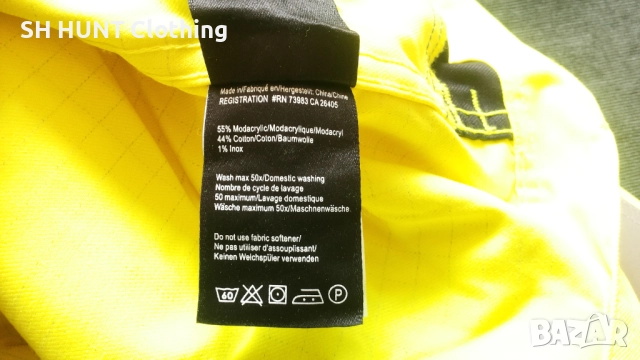 SH HUNT Clothing
Made in/Fabriqué en/Hergestellt: China/Chine
REGISTRATION #RN 73983 CA 26405
55% Modacrylic/Modacrylique/Modacryl
44% Cotton/Coton/Baumwolle
1% Inox
Wash max 50x/Domestic washing
Nombre de cycle de lavage
50 maximum/Lavage domestique
Wäsche maximum 50x/Maschinenwäsche
Do not use fabric softener/
Ne pas utiliser d'assouplissant/
Keinen Weichspüler verwenden
60 P
BAZAR